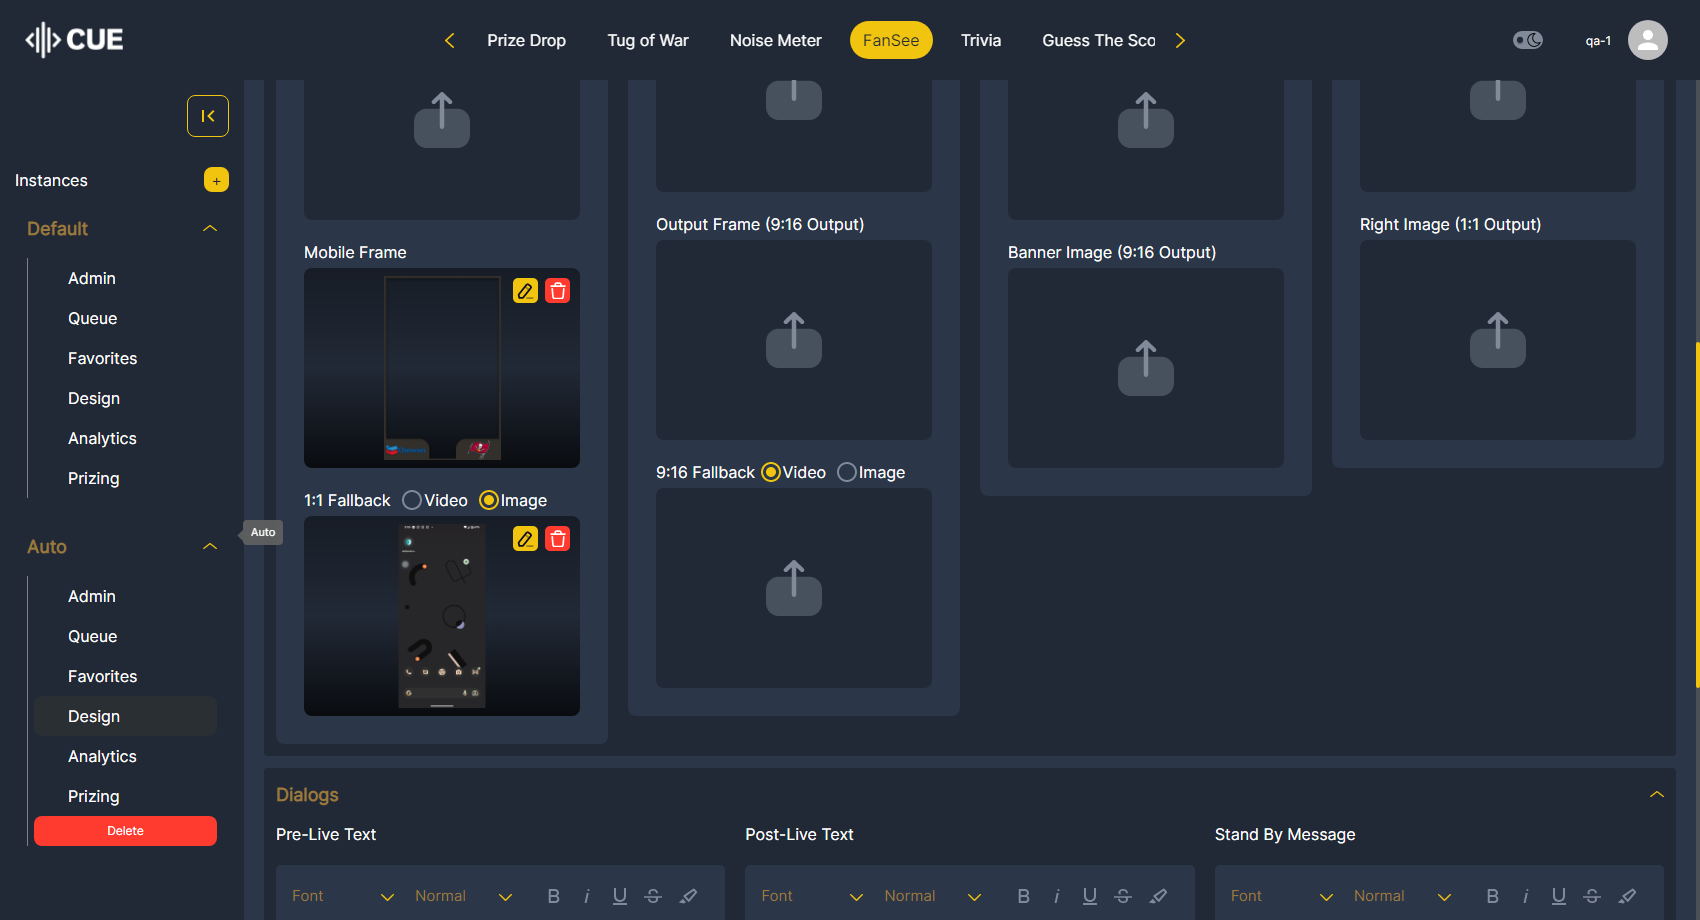 CUE
Prize Drop
Tug of War
Noise Meter
FanSee
Trivia
Guess The Sco
qa-1
Instances
+
Default
Admin
Queue
Favorites
Design
Analytics
Prizing
Auto
Auto
Admin
Queue
Favorites
Design
Analytics
Prizing
Delete
Mobile Frame
1:1 Fallback Video Image
Output Frame (9:16 Output)
9:16 Fallback Video Image
Banner Image (9:16 Output)
Right Image (1:1 Output)
Dialogs
Pre-Live Text
Font Normal B i U S
Post-Live Text
Font Normal B i U S
Stand By Message
Font Normal B i U S